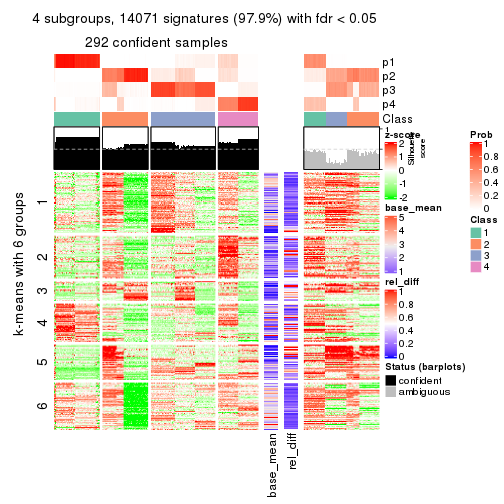 4 subgroups, 14071 signatures (97.9%) with fdr < 0.05
292 confident samples
p1
p2
p3
p4
Class
1
Silhouette
score
z-score
2
1
0
-1
-2
base_mean
5
4
3
2
1
rel_diff
1
0.8
0.6
0.4
0.2
0
Status (barplots)
confident
ambiguous
Prob
1
0.8
0.6
0.4
0.2
0
Class
1
2
3
4
k-means with 6 groups
1
2
3
4
5
6
base_mean
rel_diff